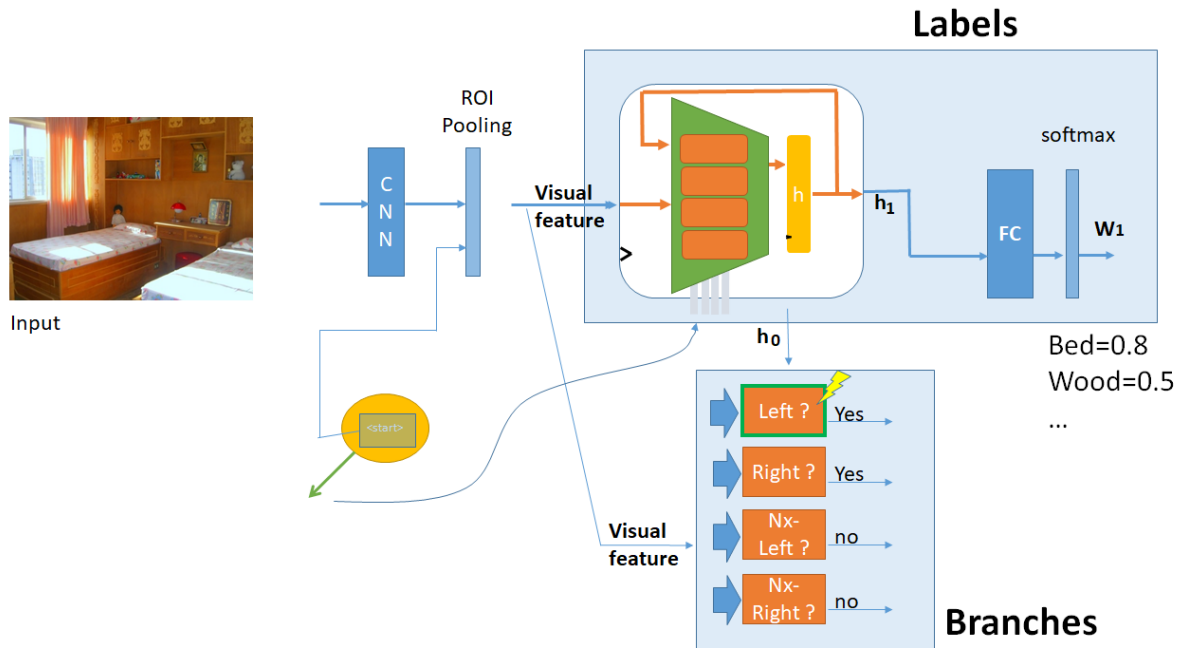 Labels
ROI
Pooling
softmax
C
N
N
Visual
feature
h
h1
FC
W1
>
Input
h0
Bed=0.8
Wood=0.5
...
<start>
Left ?
Yes
Right ?
Yes
Nx-
Left ?
no
Visual
feature
Nx-
Right ?
no
Branches